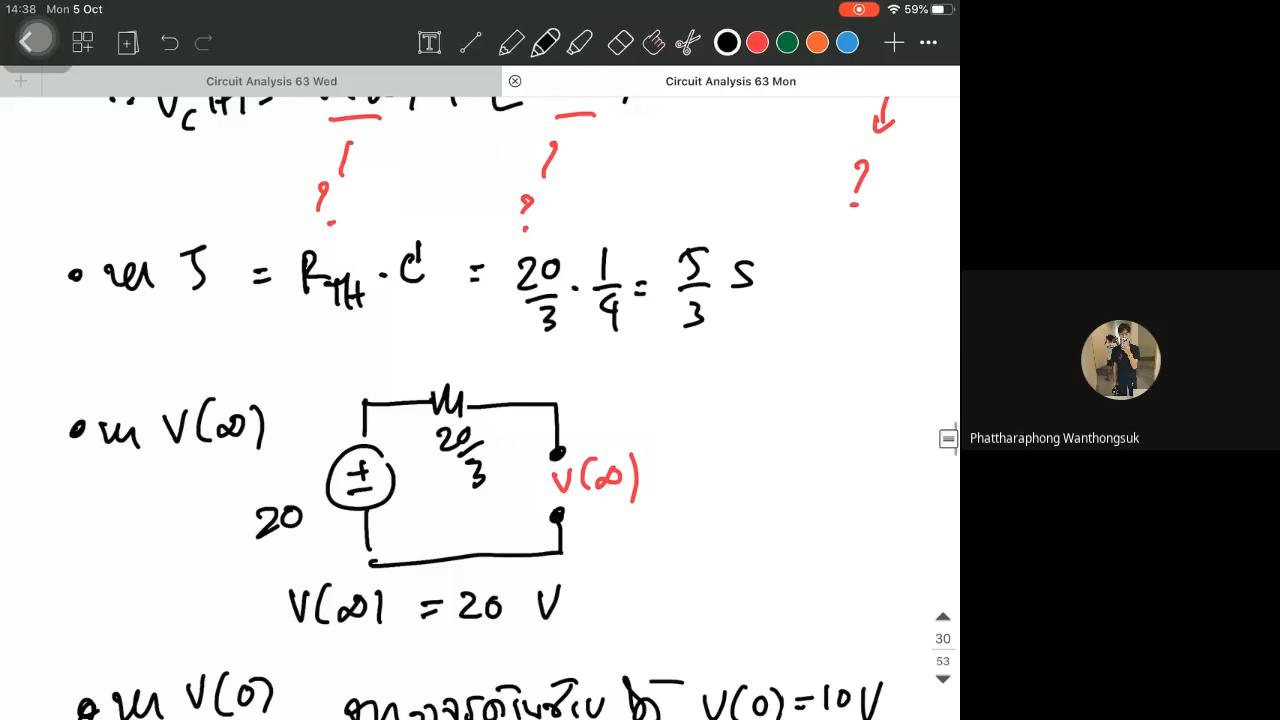 14:38 Mon 5 Oct
59%
Circuit Analysis 63 Wed
Circuit Analysis 63 Mon
?
?
?
• หา τ = R_TH · C = 20/3 · 1/4 = 5/3 s
• หา V(∞)
20/3
V(∞)
20
V(∞) = 20 V
• หา V(0) V(0) = 10 V
30
53
Phattharaphong Wanthongsuk